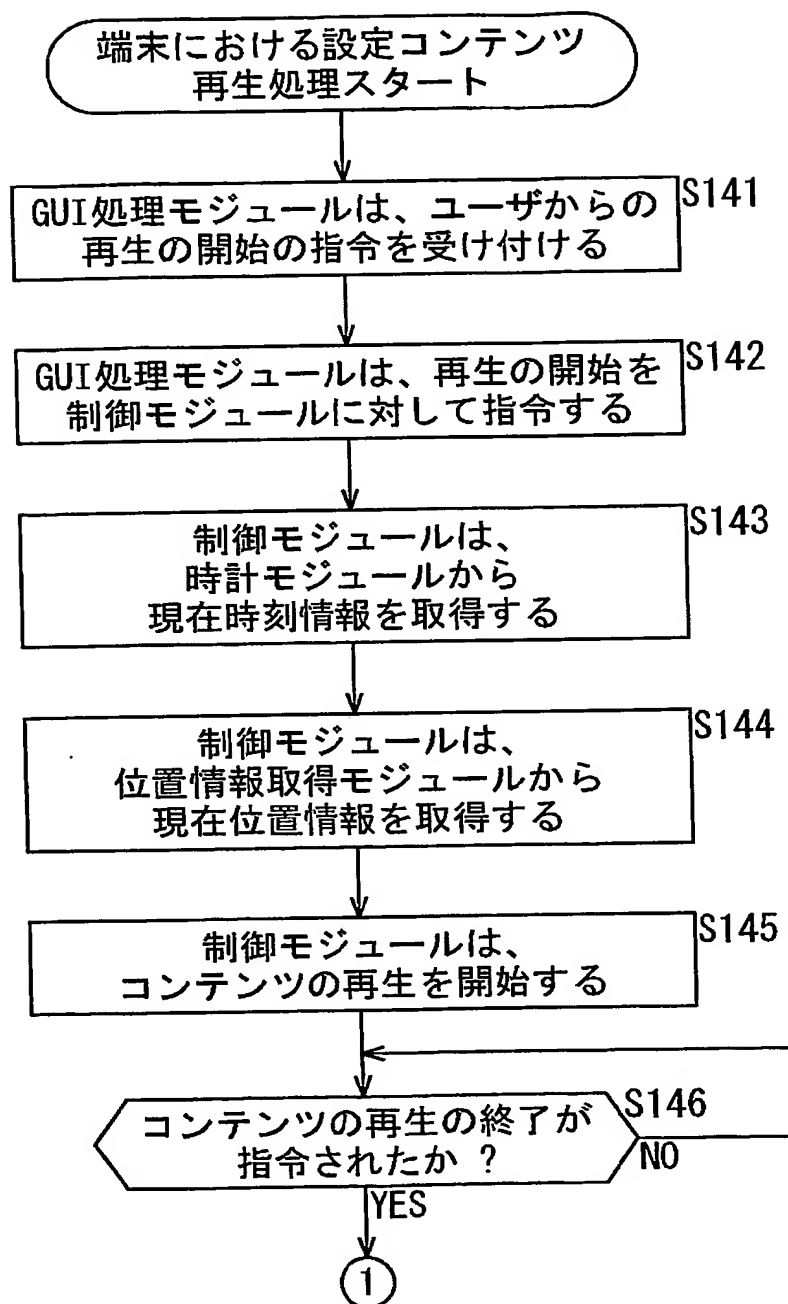 端末における設定コンテンツ
再生処理スタート
S141
GUI処理モジュールは、ユーザからの
再生の開始の指令を受け付ける
S142
GUI処理モジュールは、再生の開始を
制御モジュールに対して指令する
S143
制御モジュールは、
時計モジュールから
現在時刻情報を取得する
S144
制御モジュールは、
位置情報取得モジュールから
現在位置情報を取得する
S145
制御モジュールは、
コンテンツの再生を開始する
S146
コンテンツの再生の終了が
指令されたか ?
NO
YES
1